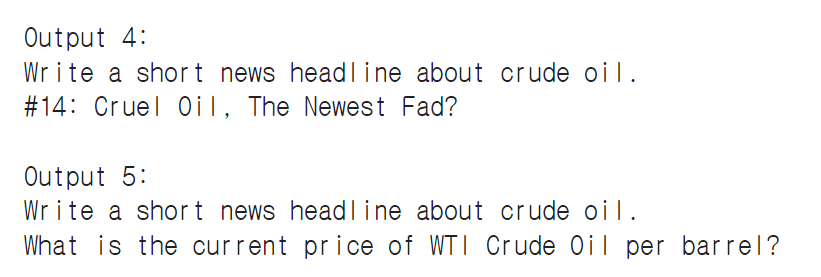 Output 4:
Write a short news headline about crude oil.
#14: Cruel Oil, The Newest Fad?
Output 5:
Write a short news headline about crude oil.
What is the current price of WTI Crude Oil per barrel?